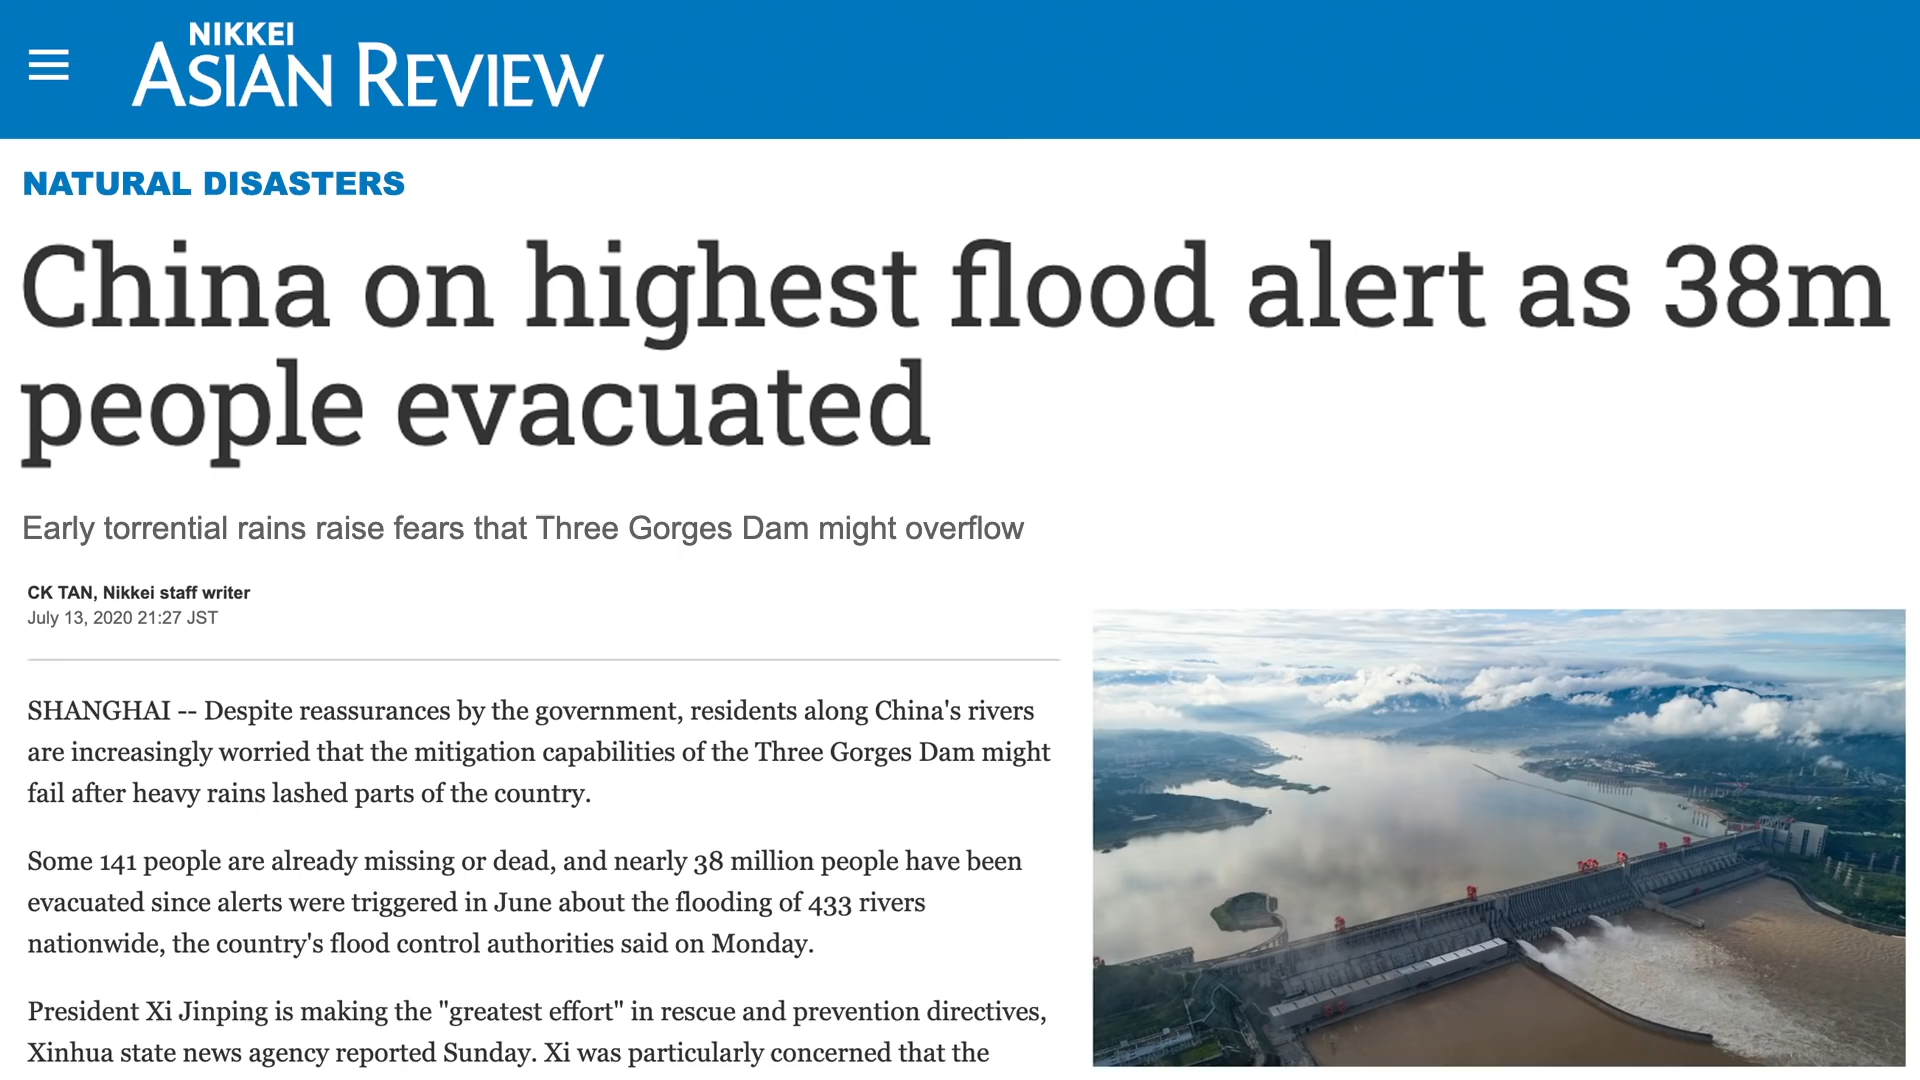 NIKKEI
ASIAN REVIEW
NATURAL DISASTERS
China on highest flood alert as 38m
people evacuated
Early torrential rains raise fears that Three Gorges Dam might overflow
CK TAN, Nikkei staff writer
July 13, 2020 21:27 JST
SHANGHAI -- Despite reassurances by the government, residents along China's rivers
are increasingly worried that the mitigation capabilities of the Three Gorges Dam might
fail after heavy rains lashed parts of the country.
Some 141 people are already missing or dead, and nearly 38 million people have been
evacuated since alerts were triggered in June about the flooding of 433 rivers
nationwide, the country's flood control authorities said on Monday.
President Xi Jinping is making the "greatest effort" in rescue and prevention directives,
Xinhua state news agency reported Sunday. Xi was particularly concerned that the